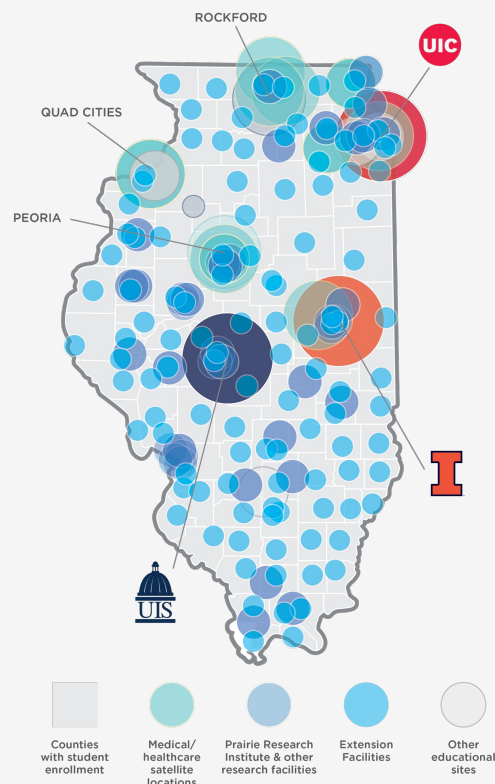 ROCKFORD
UIC
QUAD CITIES
PEORIA
I
UIS
Counties
with student
enrollment
Medical/
healthcare
satellite
locations
Prairie Research
Institute & other
research facilities
Extension
Facilities
Other
educational
sites